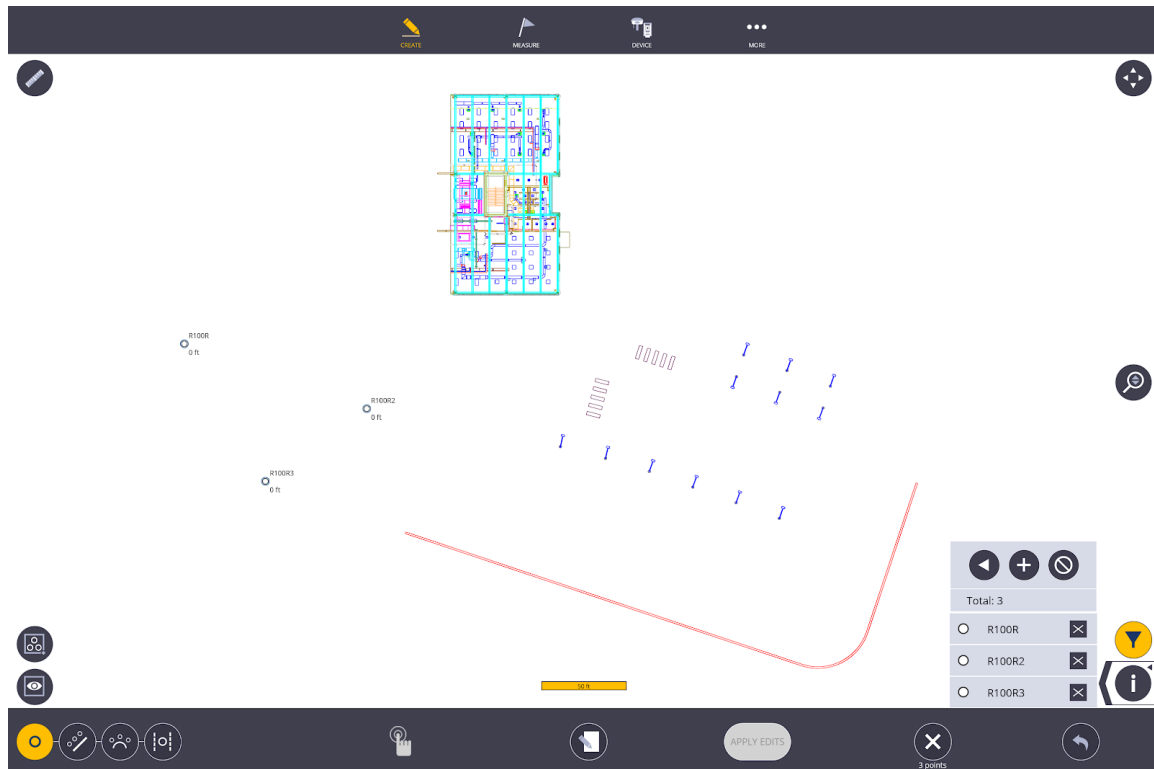 CREATE
MEASURE
DEVICE
MORE
R100R
0 ft
R100R2
0 ft
R100R3
0 ft
50 ft
Total: 3
R100R
R100R2
R100R3
i
APPLY EDITS
3 points